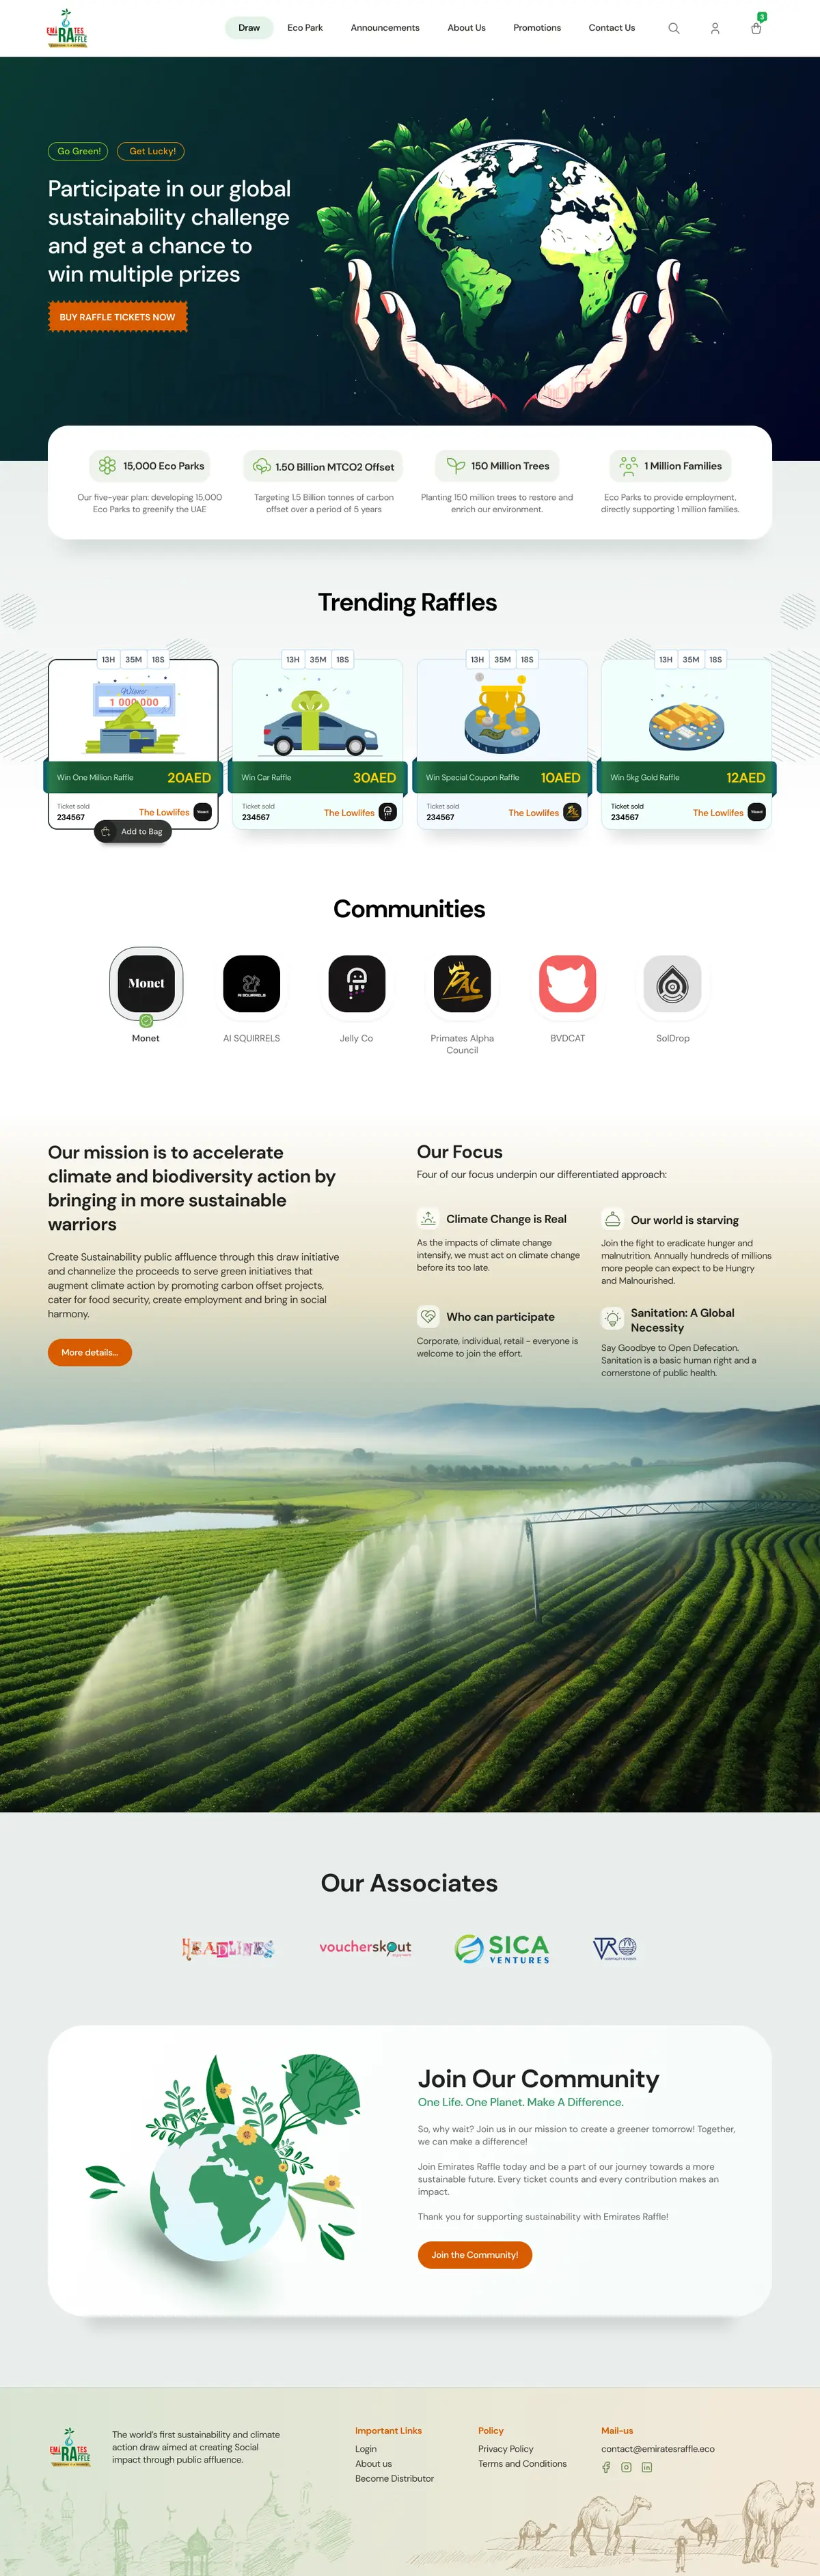 EMIRATES
RAFFLE
Draw
Eco Park
Announcements
About Us
Promotions
Contact Us
3
Go Green!
Get Lucky!
Participate in our global
sustainability challenge
and get a chance to
win multiple prizes
BUY RAFFLE TICKETS NOW
15,000 Eco Parks
Our five-year plan: developing 15,000
Eco Parks to greenify the UAE
1.50 Billion MTCO2 Offset
Targeting 1.5 Billion tonnes of carbon
offset over a period of 5 years
150 Million Trees
Planting 150 million trees to restore and
enrich our environment.
1 Million Families
Eco Parks to provide employment,
directly supporting 1 million families.
Trending Raffles
13H 35M 18S
Winner
1 000 000
Win One Million Raffle
20AED
Ticket sold
234567
The Lowlifes
Monet
Add to Bag
13H 35M 18S
Win Car Raffle
30AED
Ticket sold
234567
The Lowlifes
13H 35M 18S
Win Special Coupon Raffle
10AED
Ticket sold
234567
The Lowlifes
13H 35M 18S
Win 5kg Gold Raffle
12AED
Ticket sold
234567
The Lowlifes
Monet
Communities
Monet
Monet
AI SQUIRRELS
AI SQUIRRELS
Jelly Co
PAC
Primates Alpha
Council
BVDCAT
SolDrop
Our mission is to accelerate
climate and biodiversity action by
bringing in more sustainable
warriors
Create Sustainability public affluence through this draw initiative
and channelize the proceeds to serve green initiatives that
augment climate action by promoting carbon offset projects,
cater for food security, create employment and bring in social
harmony.
More details...
Our Focus
Four of our focus underpin our differentiated approach:
Climate Change is Real
As the impacts of climate change
intensify, we must act on climate change
before its too late.
Our world is starving
Join the fight to eradicate hunger and
malnutrition. Annually hundreds of millions
more people can expect to be Hungry
and Malnourished.
Who can participate
Corporate, individual, retail - everyone is
welcome to join the effort.
Sanitation: A Global
Necessity
Say Goodbye to Open Defecation.
Sanitation is a basic human right and a
cornerstone of public health.
Our Associates
HEADLINES
voucherskout
SICA
VENTURES
Join Our Community
One Life. One Planet. Make A Difference.
So, why wait? Join us in our mission to create a greener tomorrow! Together,
we can make a difference!
Join Emirates Raffle today and be a part of our journey towards a more
sustainable future. Every ticket counts and every contribution makes an
impact.
Thank you for supporting sustainability with Emirates Raffle!
Join the Community!
EMIRATES
RAFFLE
The world's first sustainability and climate
action draw aimed at creating Social
impact through public affluence.
Important Links
Login
About us
Become Distributor
Policy
Privacy Policy
Terms and Conditions
Mail-us
contact@emiratesraffle.eco